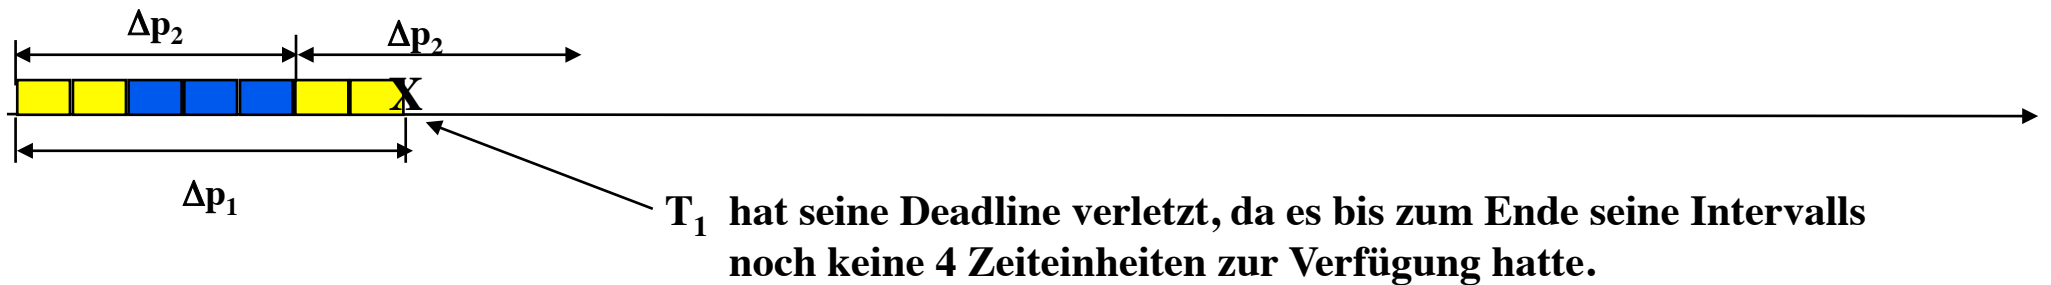 Δp₂
Δp₂
X
Δp₁
T₁ hat seine Deadline verletzt, da es bis zum Ende seine Intervalls
noch keine 4 Zeiteinheiten zur Verfügung hatte.